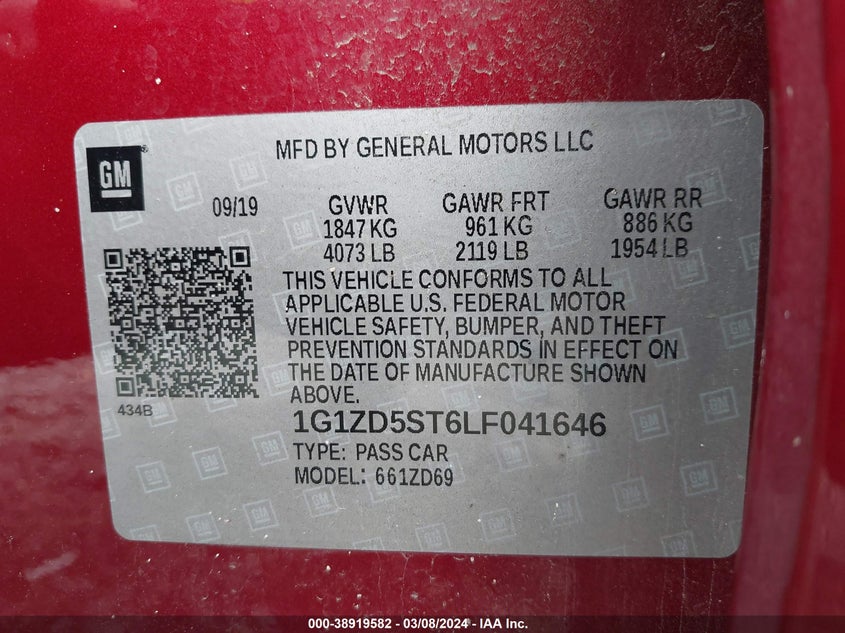 GM
MFD BY GENERAL MOTORS LLC
09/19
GVWR
1847 KG
4073 LB
GAWR FRT
961 KG
2119 LB
GAWR RR
886 KG
1954 LB
434B
THIS VEHICLE CONFORMS TO ALL
APPLICABLE U.S. FEDERAL MOTOR
VEHICLE SAFETY, BUMPER, AND THEFT
PREVENTION STANDARDS IN EFFECT ON
THE DATE OF MANUFACTURE SHOWN
ABOVE.
1G1ZD5ST6LF041646
TYPE: PASS CAR
MODEL: 661ZD69
000-38919582 - 03/08/2024 - IAA Inc.